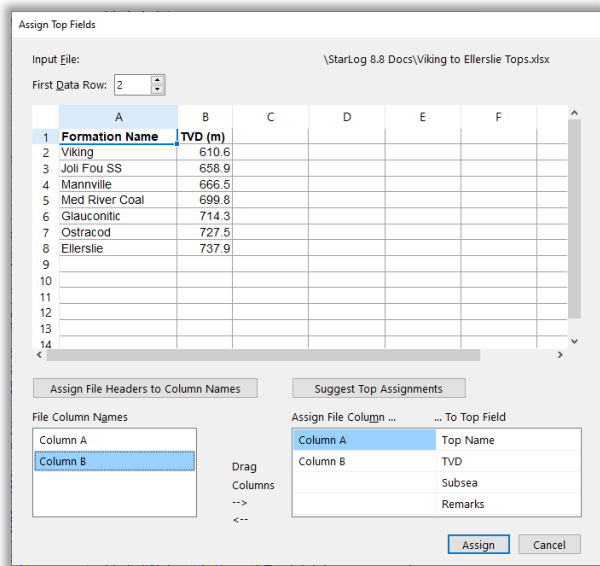 Assign Top Fields
Input File: \StarLog 8.8 Docs\Viking to Ellerslie Tops.xlsx
First Data Row: 2
A B C D E F
1 Formation Name TVD (m)
2 Viking 610.6
3 Joli Fou SS 658.9
4 Mannville 666.5
5 Med River Coal 699.8
6 Glauconitic 714.3
7 Ostracod 727.5
8 Ellerslie 737.9
9
10
11
12
13
14
Assign File Headers to Column Names Suggest Top Assignments
File Column Names Assign File Column ... ... To Top Field
Column A Column A Top Name
Column B Column B TVD
Drag Subsea
Columns Remarks
-->
<--
Assign Cancel